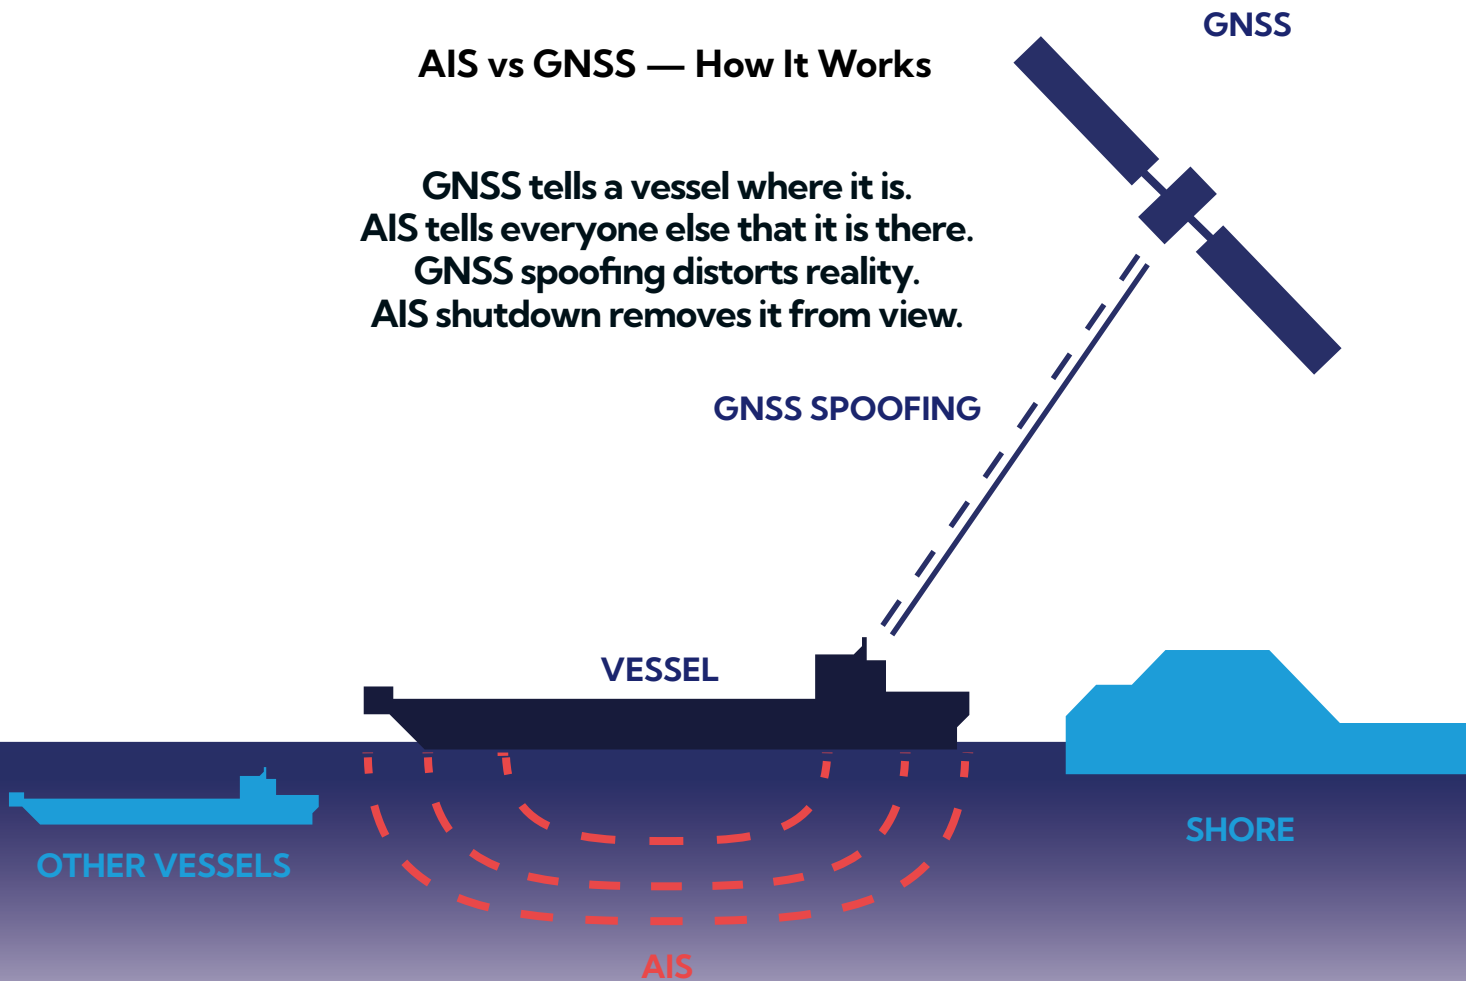 GNSS
AIS vs GNSS — How It Works
GNSS tells a vessel where it is.
AIS tells everyone else that it is there.
GNSS spoofing distorts reality.
AIS shutdown removes it from view.
GNSS SPOOFING
VESSEL
SHORE
OTHER VESSELS
AIS